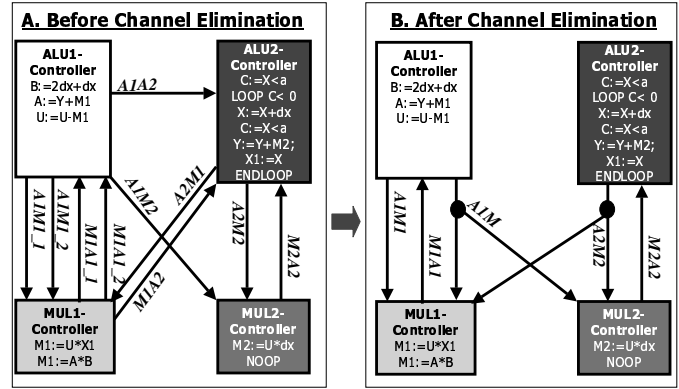 A. Before Channel Elimination
ALU1-
Controller
B:=2dx+dx
A:=Y+M1
U:=U-M1
ALU2-
Controller
C:=X<a
LOOP C< 0
X:=X+dx
C:=X<a
Y:=Y+M2;
X1:=X
ENDLOOP
A1A2
A1M1_1
A1M1_2
M1A1_1
M1A1_2
A1M2
A2M1
M1A2
A2M2
M2A2
MUL1-
Controller
M1:=U*X1
M1:=A*B
MUL2-
Controller
M2:=U*dx
NOOP
B. After Channel Elimination
ALU1-
Controller
B:=2dx+dx
A:=Y+M1
U:=U-M1
ALU2-
Controller
C:=X<a
LOOP C< 0
X:=X+dx
C:=X<a
Y:=Y+M2;
X1:=X
ENDLOOP
A1M1
M1A1
A1M
A2M2
M2A2
MUL1-
Controller
M1:=U*X1
M1:=A*B
MUL2-
Controller
M2:=U*dx
NOOP